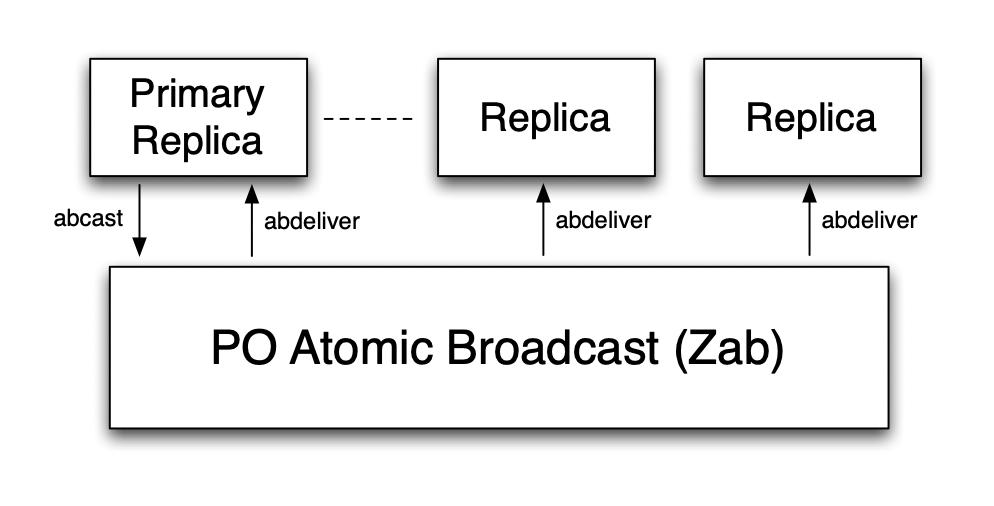 Primary
Replica
Replica
Replica
abcast
abdeliver
abdeliver
abdeliver
PO Atomic Broadcast (Zab)